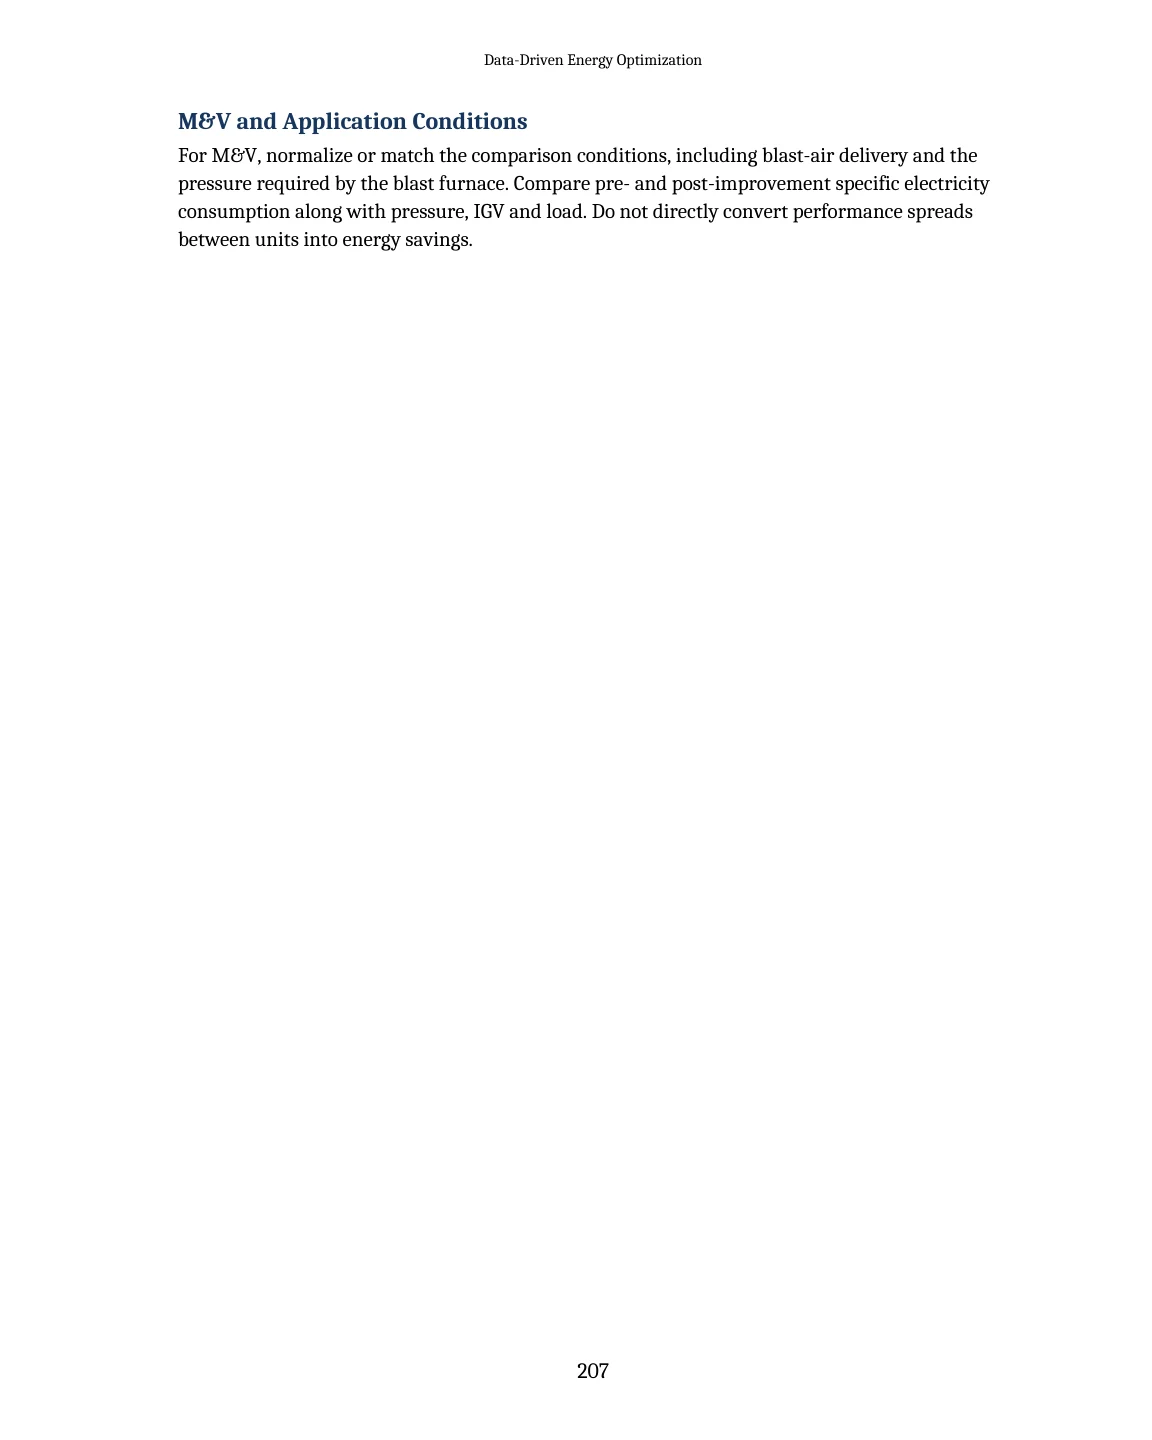 Data-Driven Energy Optimization
M&V and Application Conditions
For M&V, normalize or match the comparison conditions, including blast-air delivery and the
pressure required by the blast furnace. Compare pre- and post-improvement specific electricity
consumption along with pressure, IGV and load. Do not directly convert performance spreads
between units into energy savings.
207